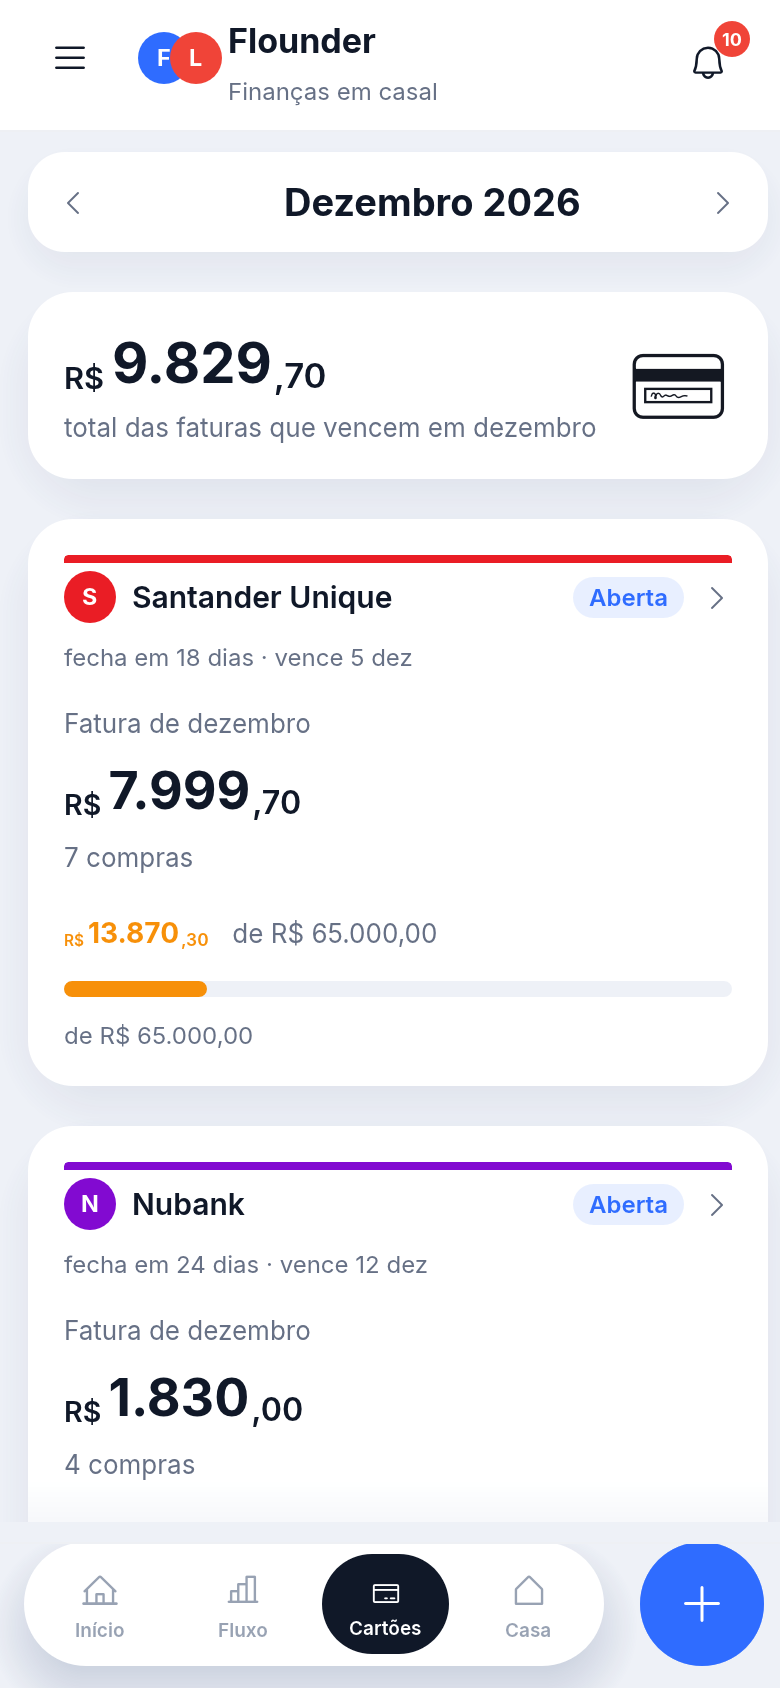 F L Flounder
Finanças em casal
10
Dezembro 2026
R$ 9.829,70
total das faturas que vencem em dezembro
S Santander Unique Aberta
fecha em 18 dias · vence 5 dez
Fatura de dezembro
R$ 7.999,70
7 compras
R$ 13.870,30 de R$ 65.000,00
de R$ 65.000,00
N Nubank Aberta
fecha em 24 dias · vence 12 dez
Fatura de dezembro
R$ 1.830,00
4 compras
Início Fluxo Cartões Casa